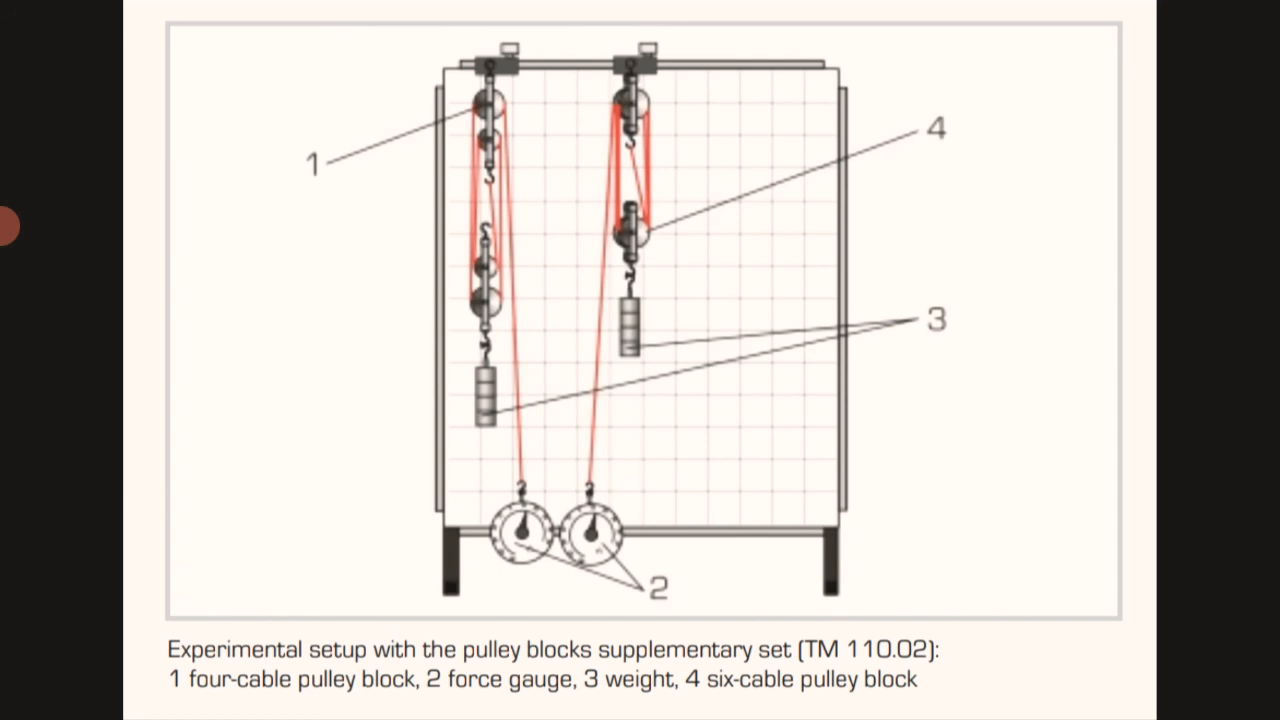 1
4
3
2
Experimental setup with the pulley blocks supplementary set (TM 110.02):
1 four-cable pulley block, 2 force gauge, 3 weight, 4 six-cable pulley block